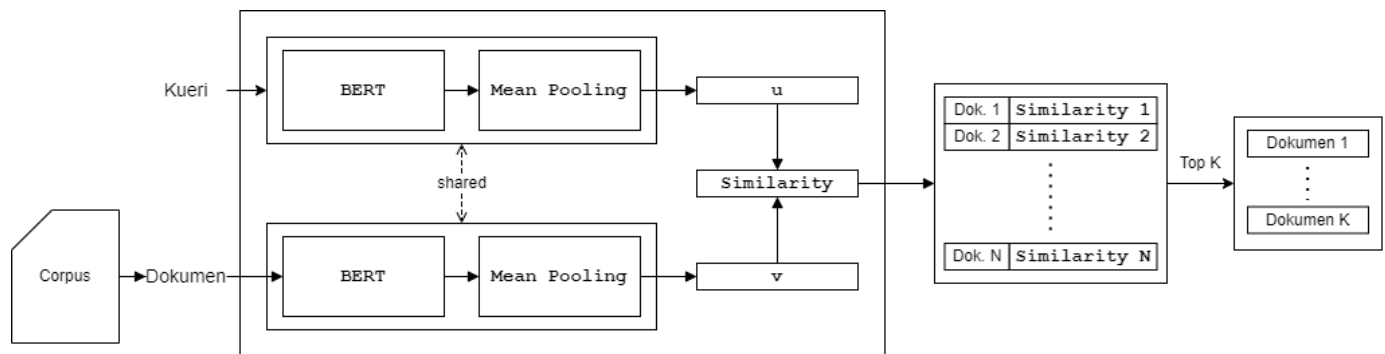 Kueri
BERT
Mean Pooling
u
shared
Similarity
Corpus
Dokumen
BERT
Mean Pooling
v
Dok. 1 Similarity 1
Dok. 2 Similarity 2
Dok. N Similarity N
Top K
Dokumen 1
Dokumen K